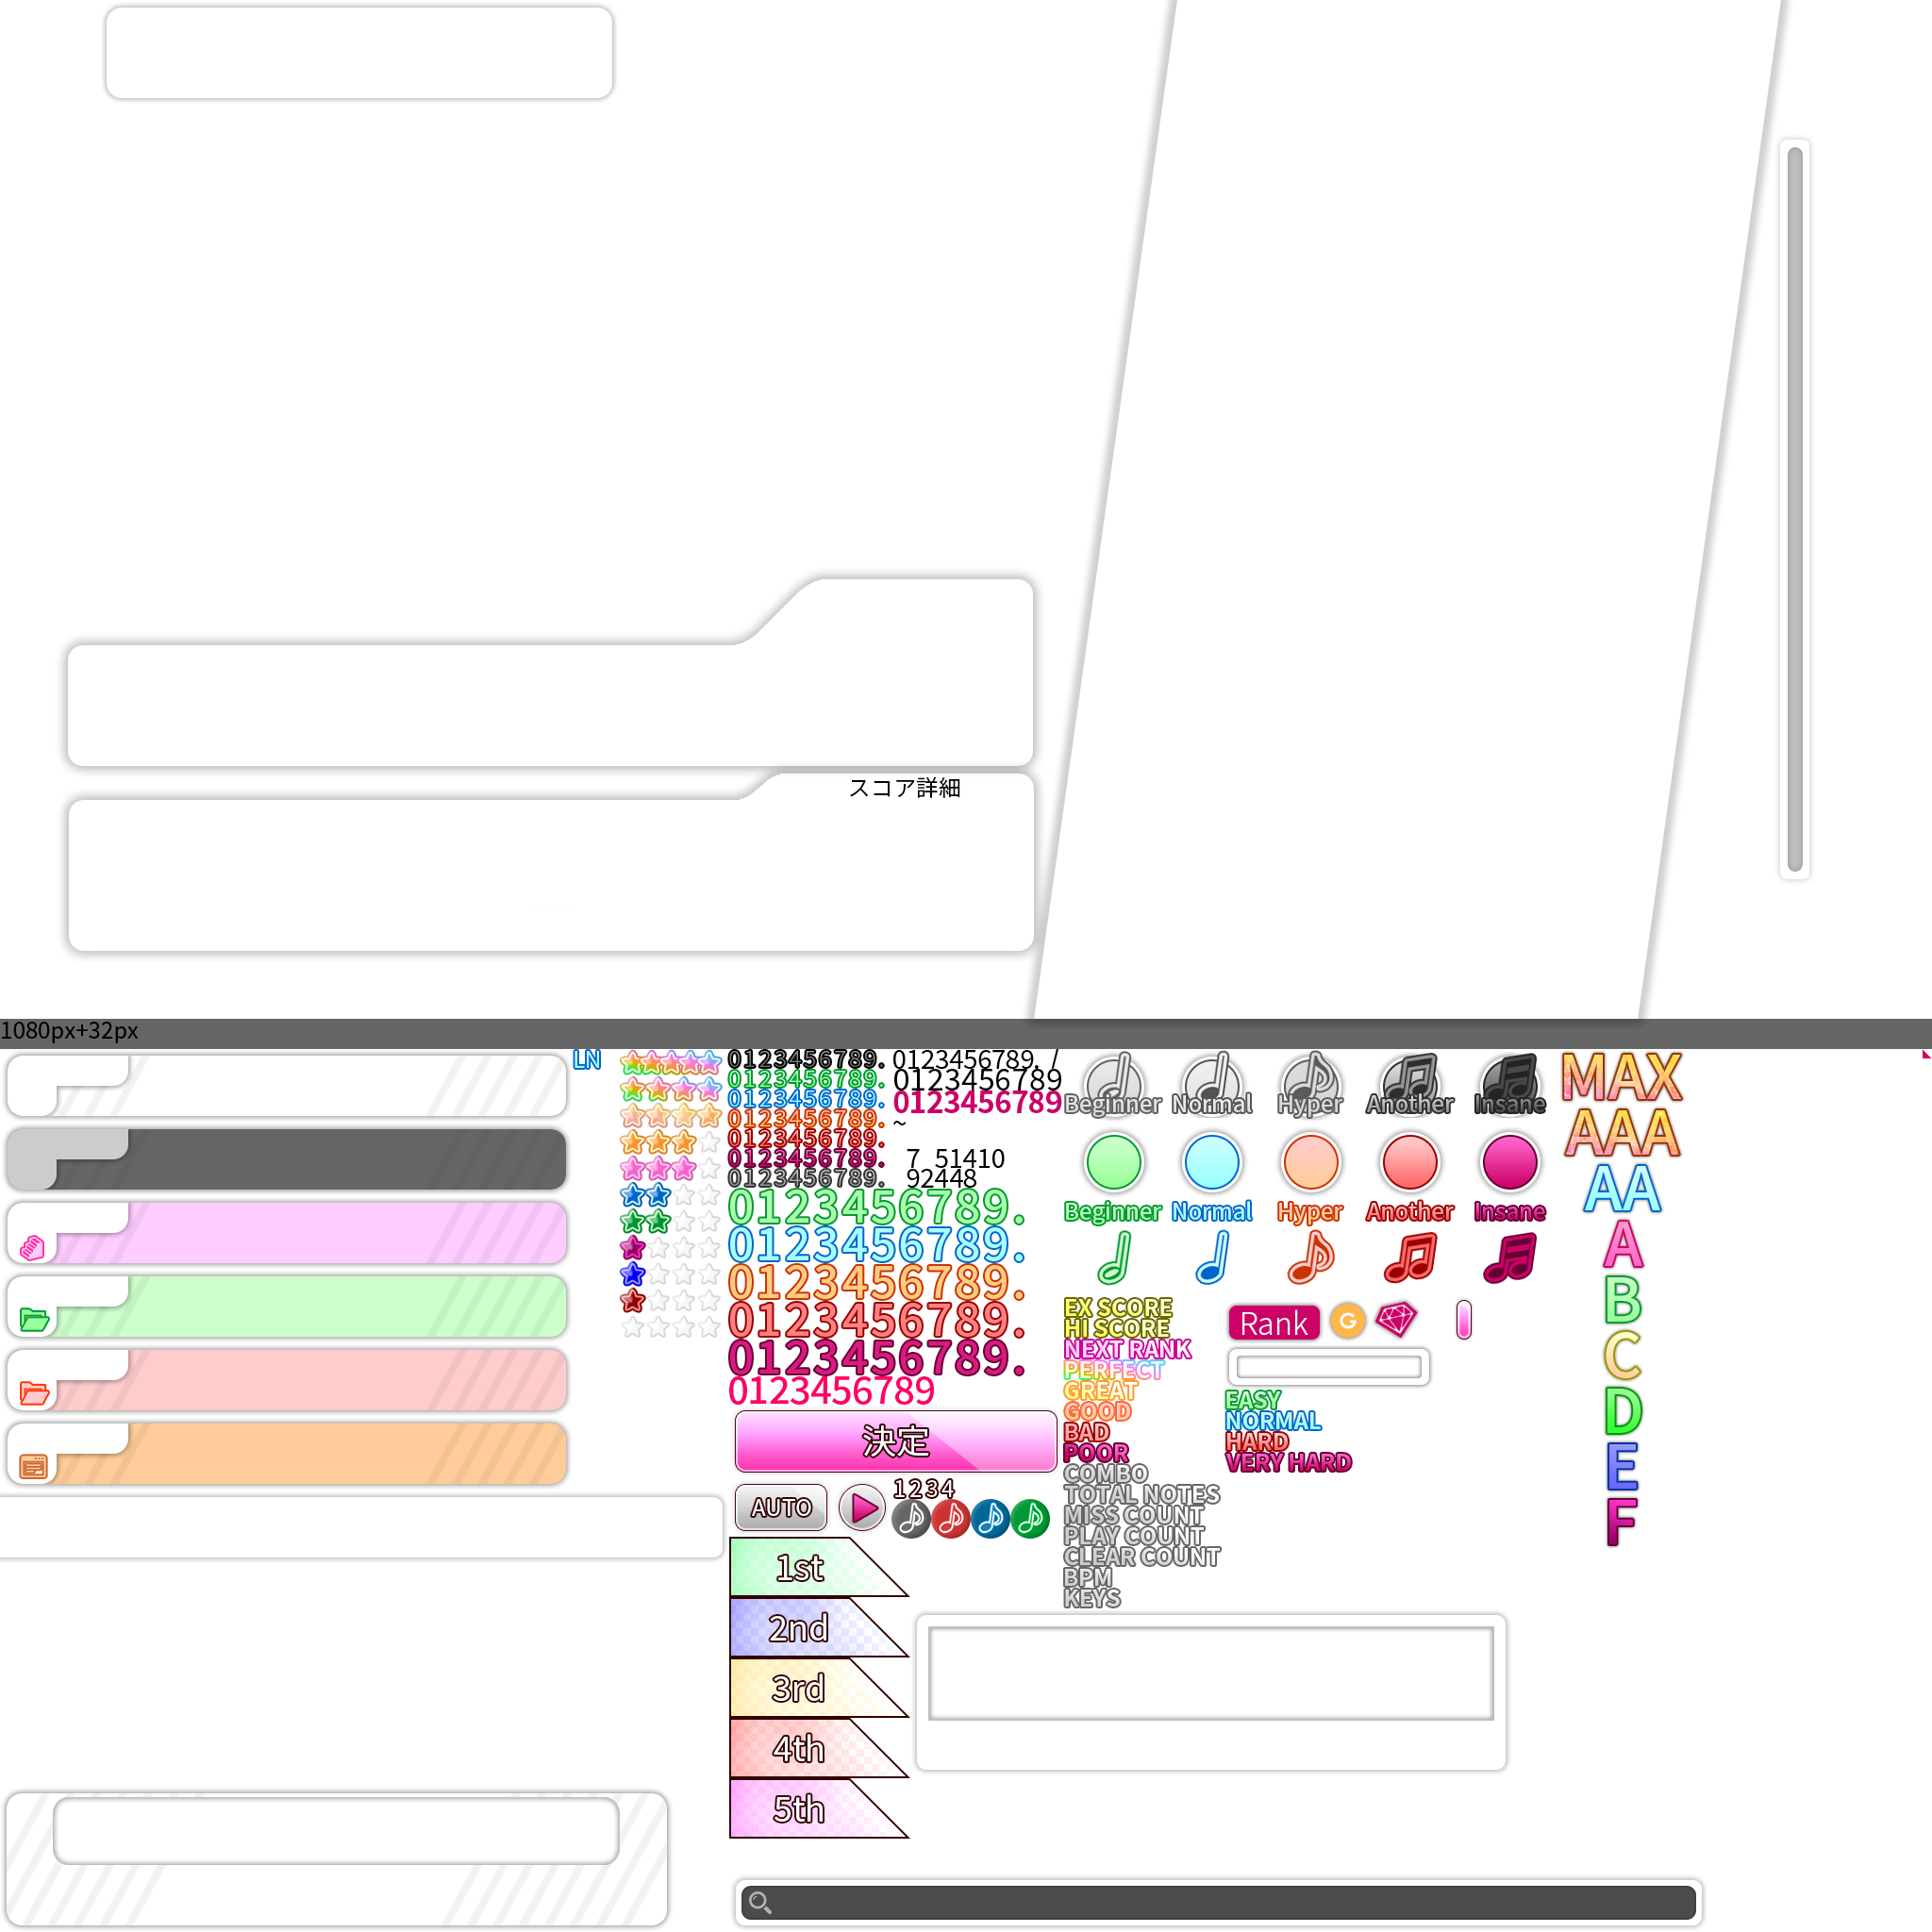 スコア詳細
1080px+32px
LN
0123456789.
0123456789.
0123456789.
0123456789.
0123456789.
0123456789.
0123456789.
0123456789. /
0123456789
0123456789
~
7 51410
92448
0123456789.
0123456789.
0123456789.
0123456789.
0123456789.
0123456789
決定
AUTO
1234
1st
2nd
3rd
4th
5th
Beginner Normal Hyper Another Insane
Beginner Normal Hyper Another Insane
EX SCORE
HI SCORE
NEXT RANK
PERFECT
GREAT
GOOD
BAD
POOR
COMBO
TOTAL NOTES
MISS COUNT
PLAY COUNT
CLEAR COUNT
BPM
KEYS
Rank G
EASY
NORMAL
HARD
VERY HARD
MAX
AAA
AA
A
B
C
D
E
F